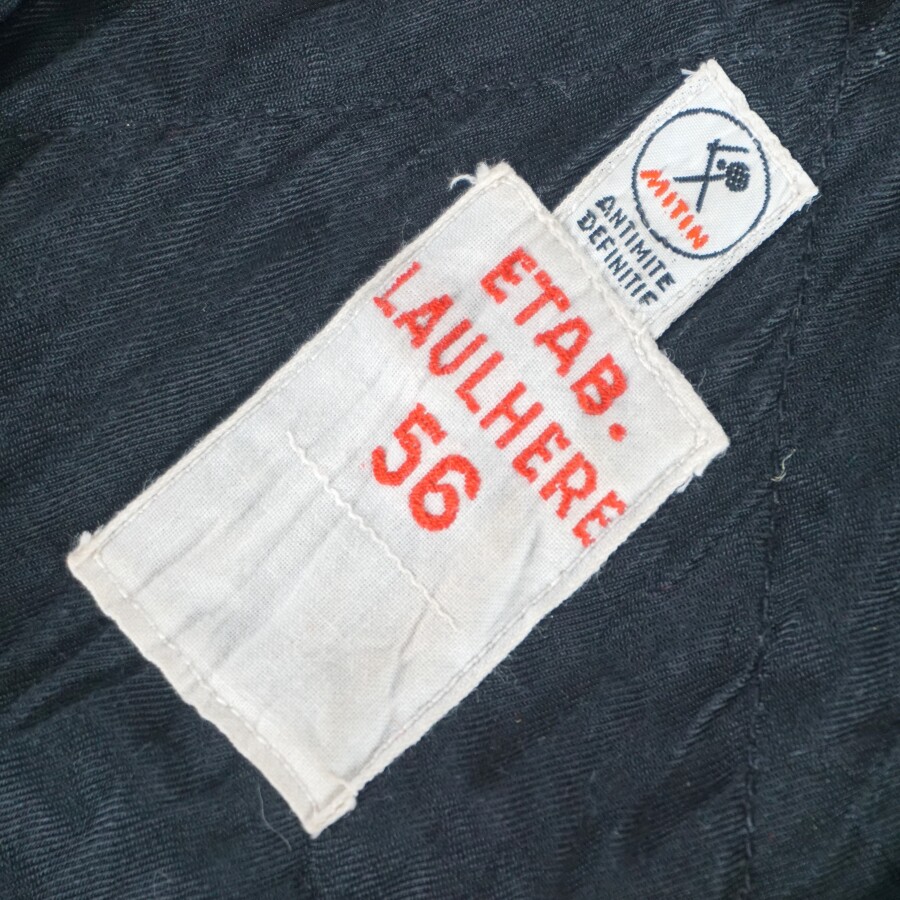 MITIN
ANTIMITE
DEFINITIF
ETAB.
LAULHERE
56